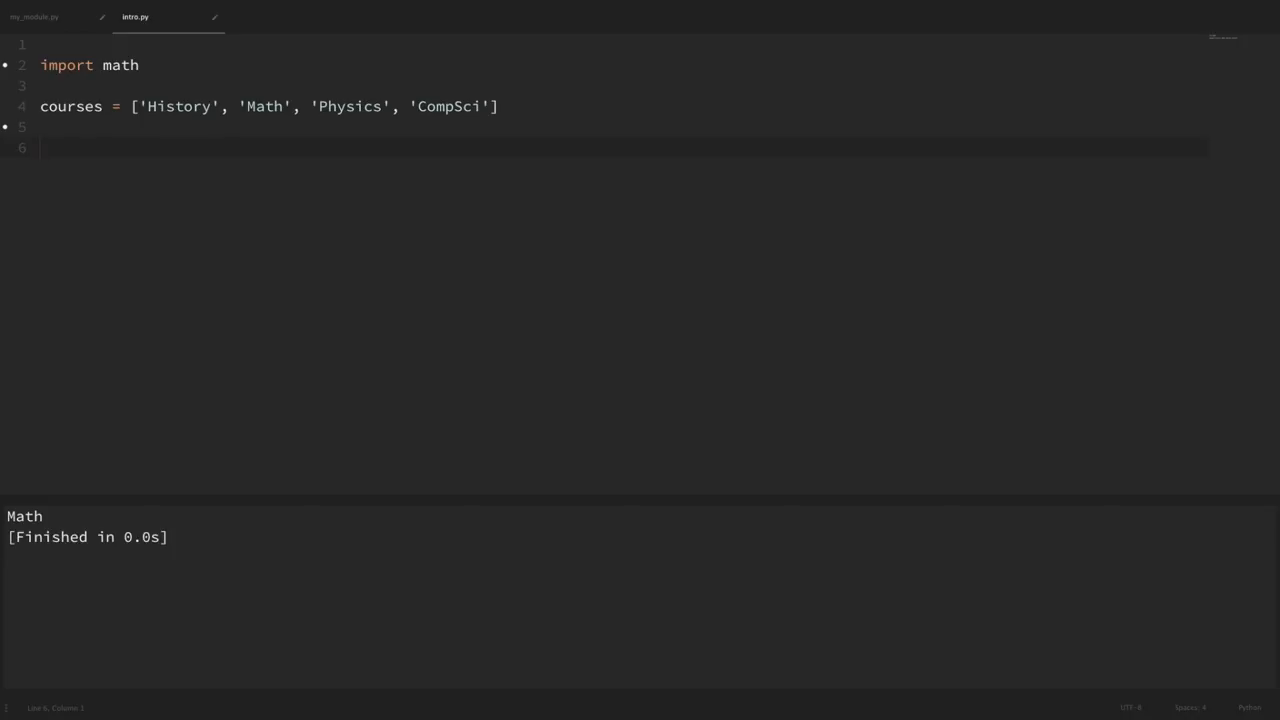 my_module.py
intro.py
1
2 import math
3
4 courses = ['History', 'Math', 'Physics', 'CompSci']
5
6
Math
[Finished in 0.0s]
Line 6, Column 1 UTF-8 Spaces: 4 Python